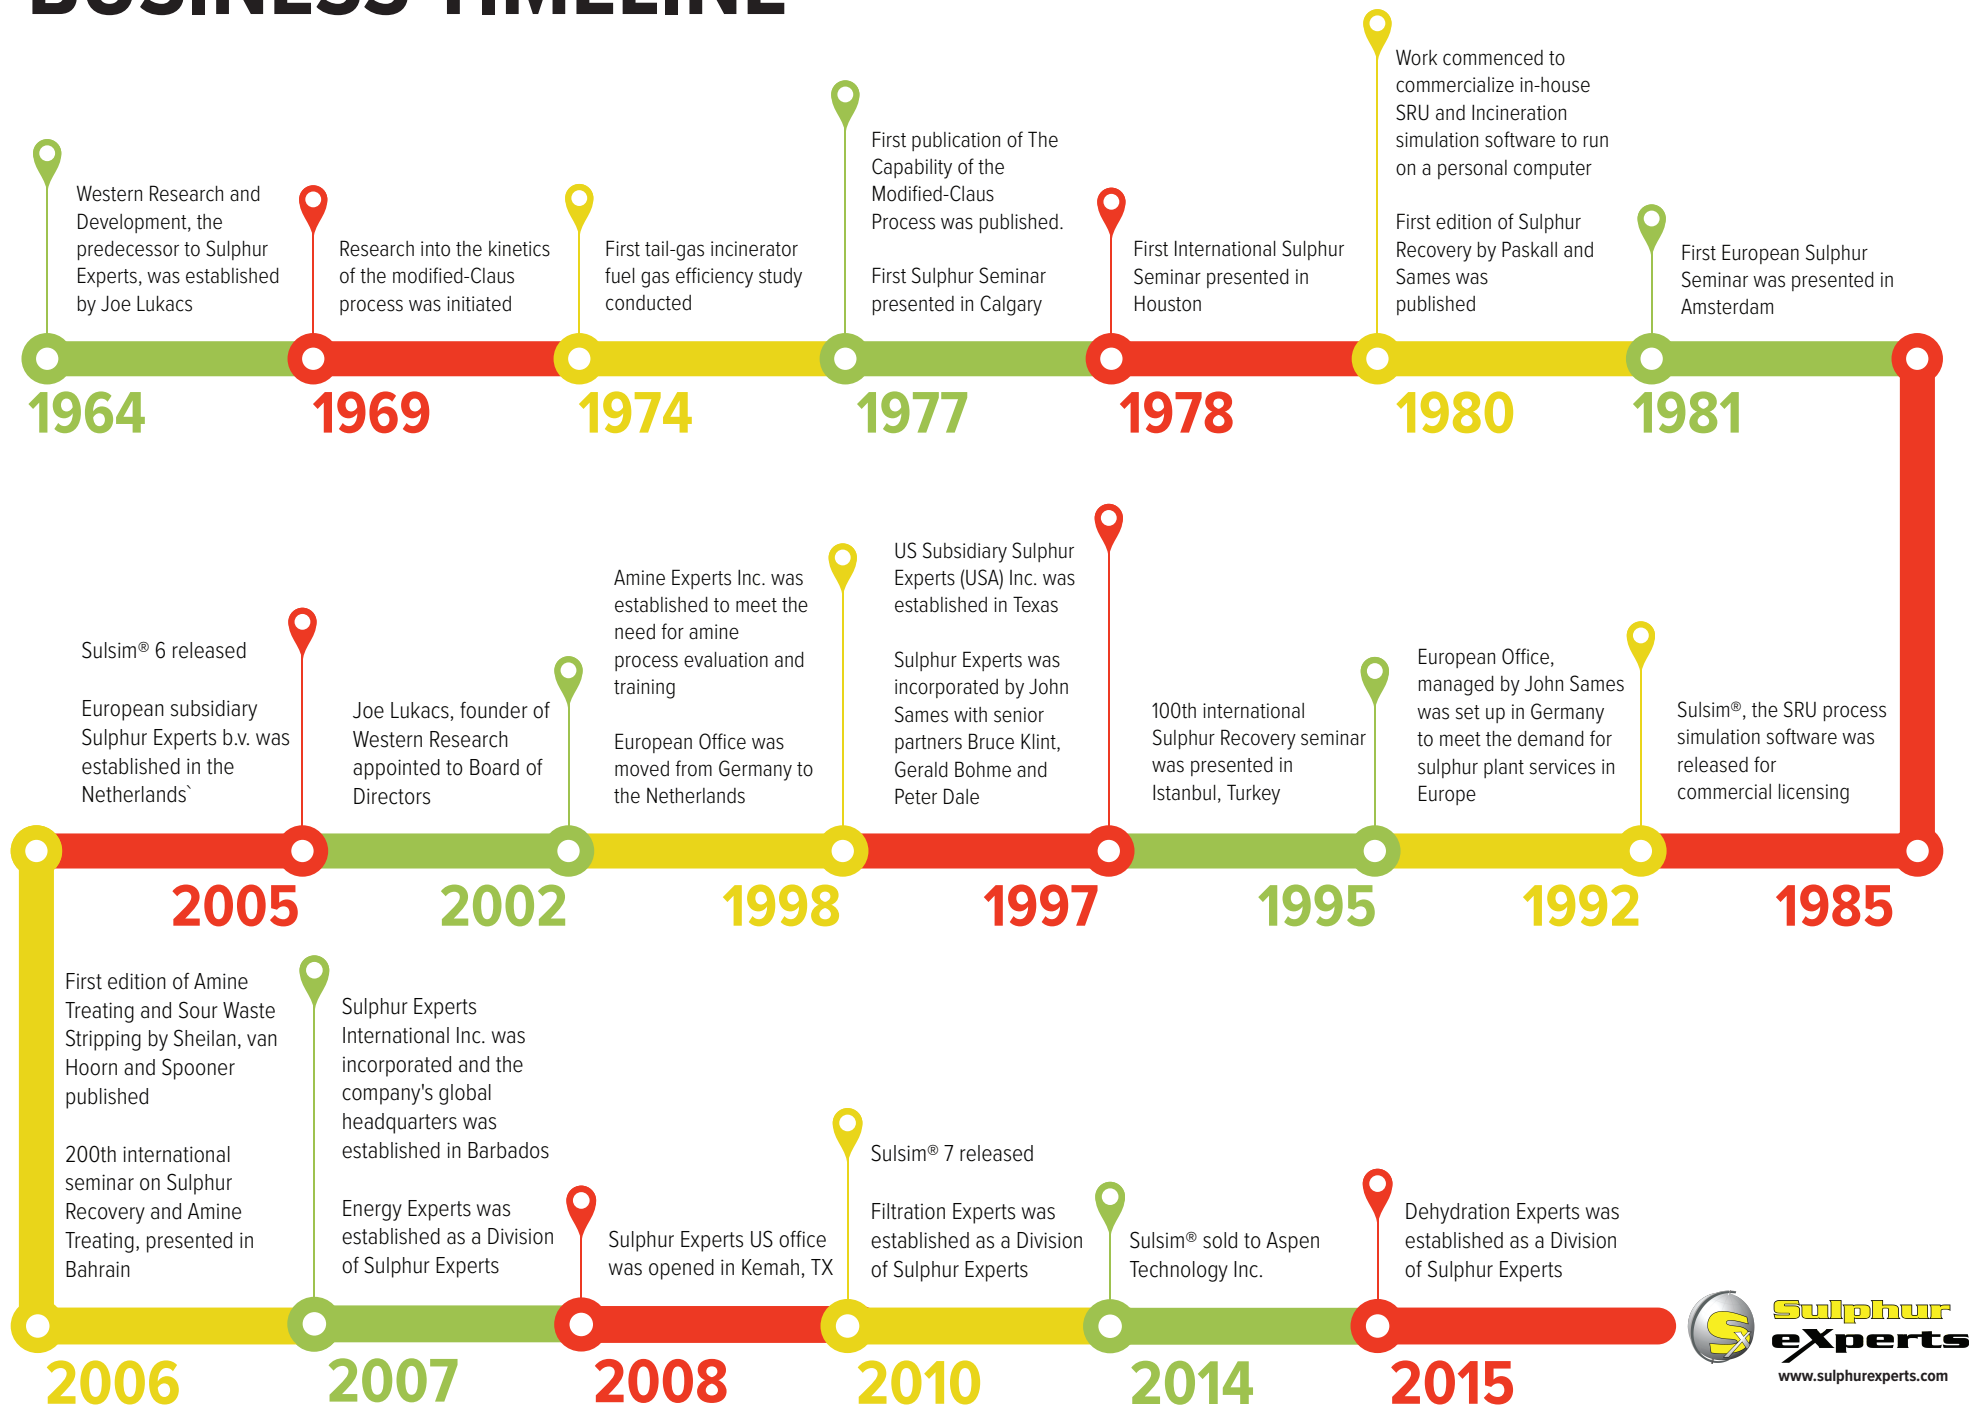 BUSINESS TIMELINE
Western Research and
Development, the
predecessor to Sulphur
Experts, was established
by Joe Lukacs
1964
Research into the kinetics
of the modified-Claus
process was initiated
1969
First tail-gas incinerator
fuel gas efficiency study
conducted
1974
First publication of The
Capability of the
Modified-Claus
Process was published.
First Sulphur Seminar
presented in Calgary
1977
First International Sulphur
Seminar presented in
Houston
1978
Work commenced to
commercialize in-house
SRU and Incineration
simulation software to run
on a personal computer
First edition of Sulphur
Recovery by Paskall and
Sames was
published
1980
First European Sulphur
Seminar was presented in
Amsterdam
1981
Sulsim®, the SRU process
simulation software was
released for
commercial licensing
1985
European Office,
managed by John Sames
was set up in Germany
to meet the demand for
sulphur plant services in
Europe
1992
100th international
Sulphur Recovery seminar
was presented in
Istanbul, Turkey
1995
US Subsidiary Sulphur
Experts (USA) Inc. was
established in Texas
Sulphur Experts was
incorporated by John
Sames with senior
partners Bruce Klint,
Gerald Bohme and
Peter Dale
1997
Amine Experts Inc. was
established to meet the
need for amine
process evaluation and
training
European Office was
moved from Germany to
the Netherlands
1998
Joe Lukacs, founder of
Western Research
appointed to Board of
Directors
2002
Sulsim® 6 released
European subsidiary
Sulphur Experts b.v. was
established in the
Netherlands`
2005
First edition of Amine
Treating and Sour Waste
Stripping by Sheilan, van
Hoorn and Spooner
published
200th international
seminar on Sulphur
Recovery and Amine
Treating, presented in
Bahrain
2006
Sulphur Experts
International Inc. was
incorporated and the
company's global
headquarters was
established in Barbados
Energy Experts was
established as a Division
of Sulphur Experts
2007
Sulphur Experts US office
was opened in Kemah, TX
2008
Sulsim® 7 released
Filtration Experts was
established as a Division
of Sulphur Experts
2010
Sulsim® sold to Aspen
Technology Inc.
2014
Dehydration Experts was
established as a Division
of Sulphur Experts
2015
Sx
Sulphur
eXperts
www.sulphurexperts.com